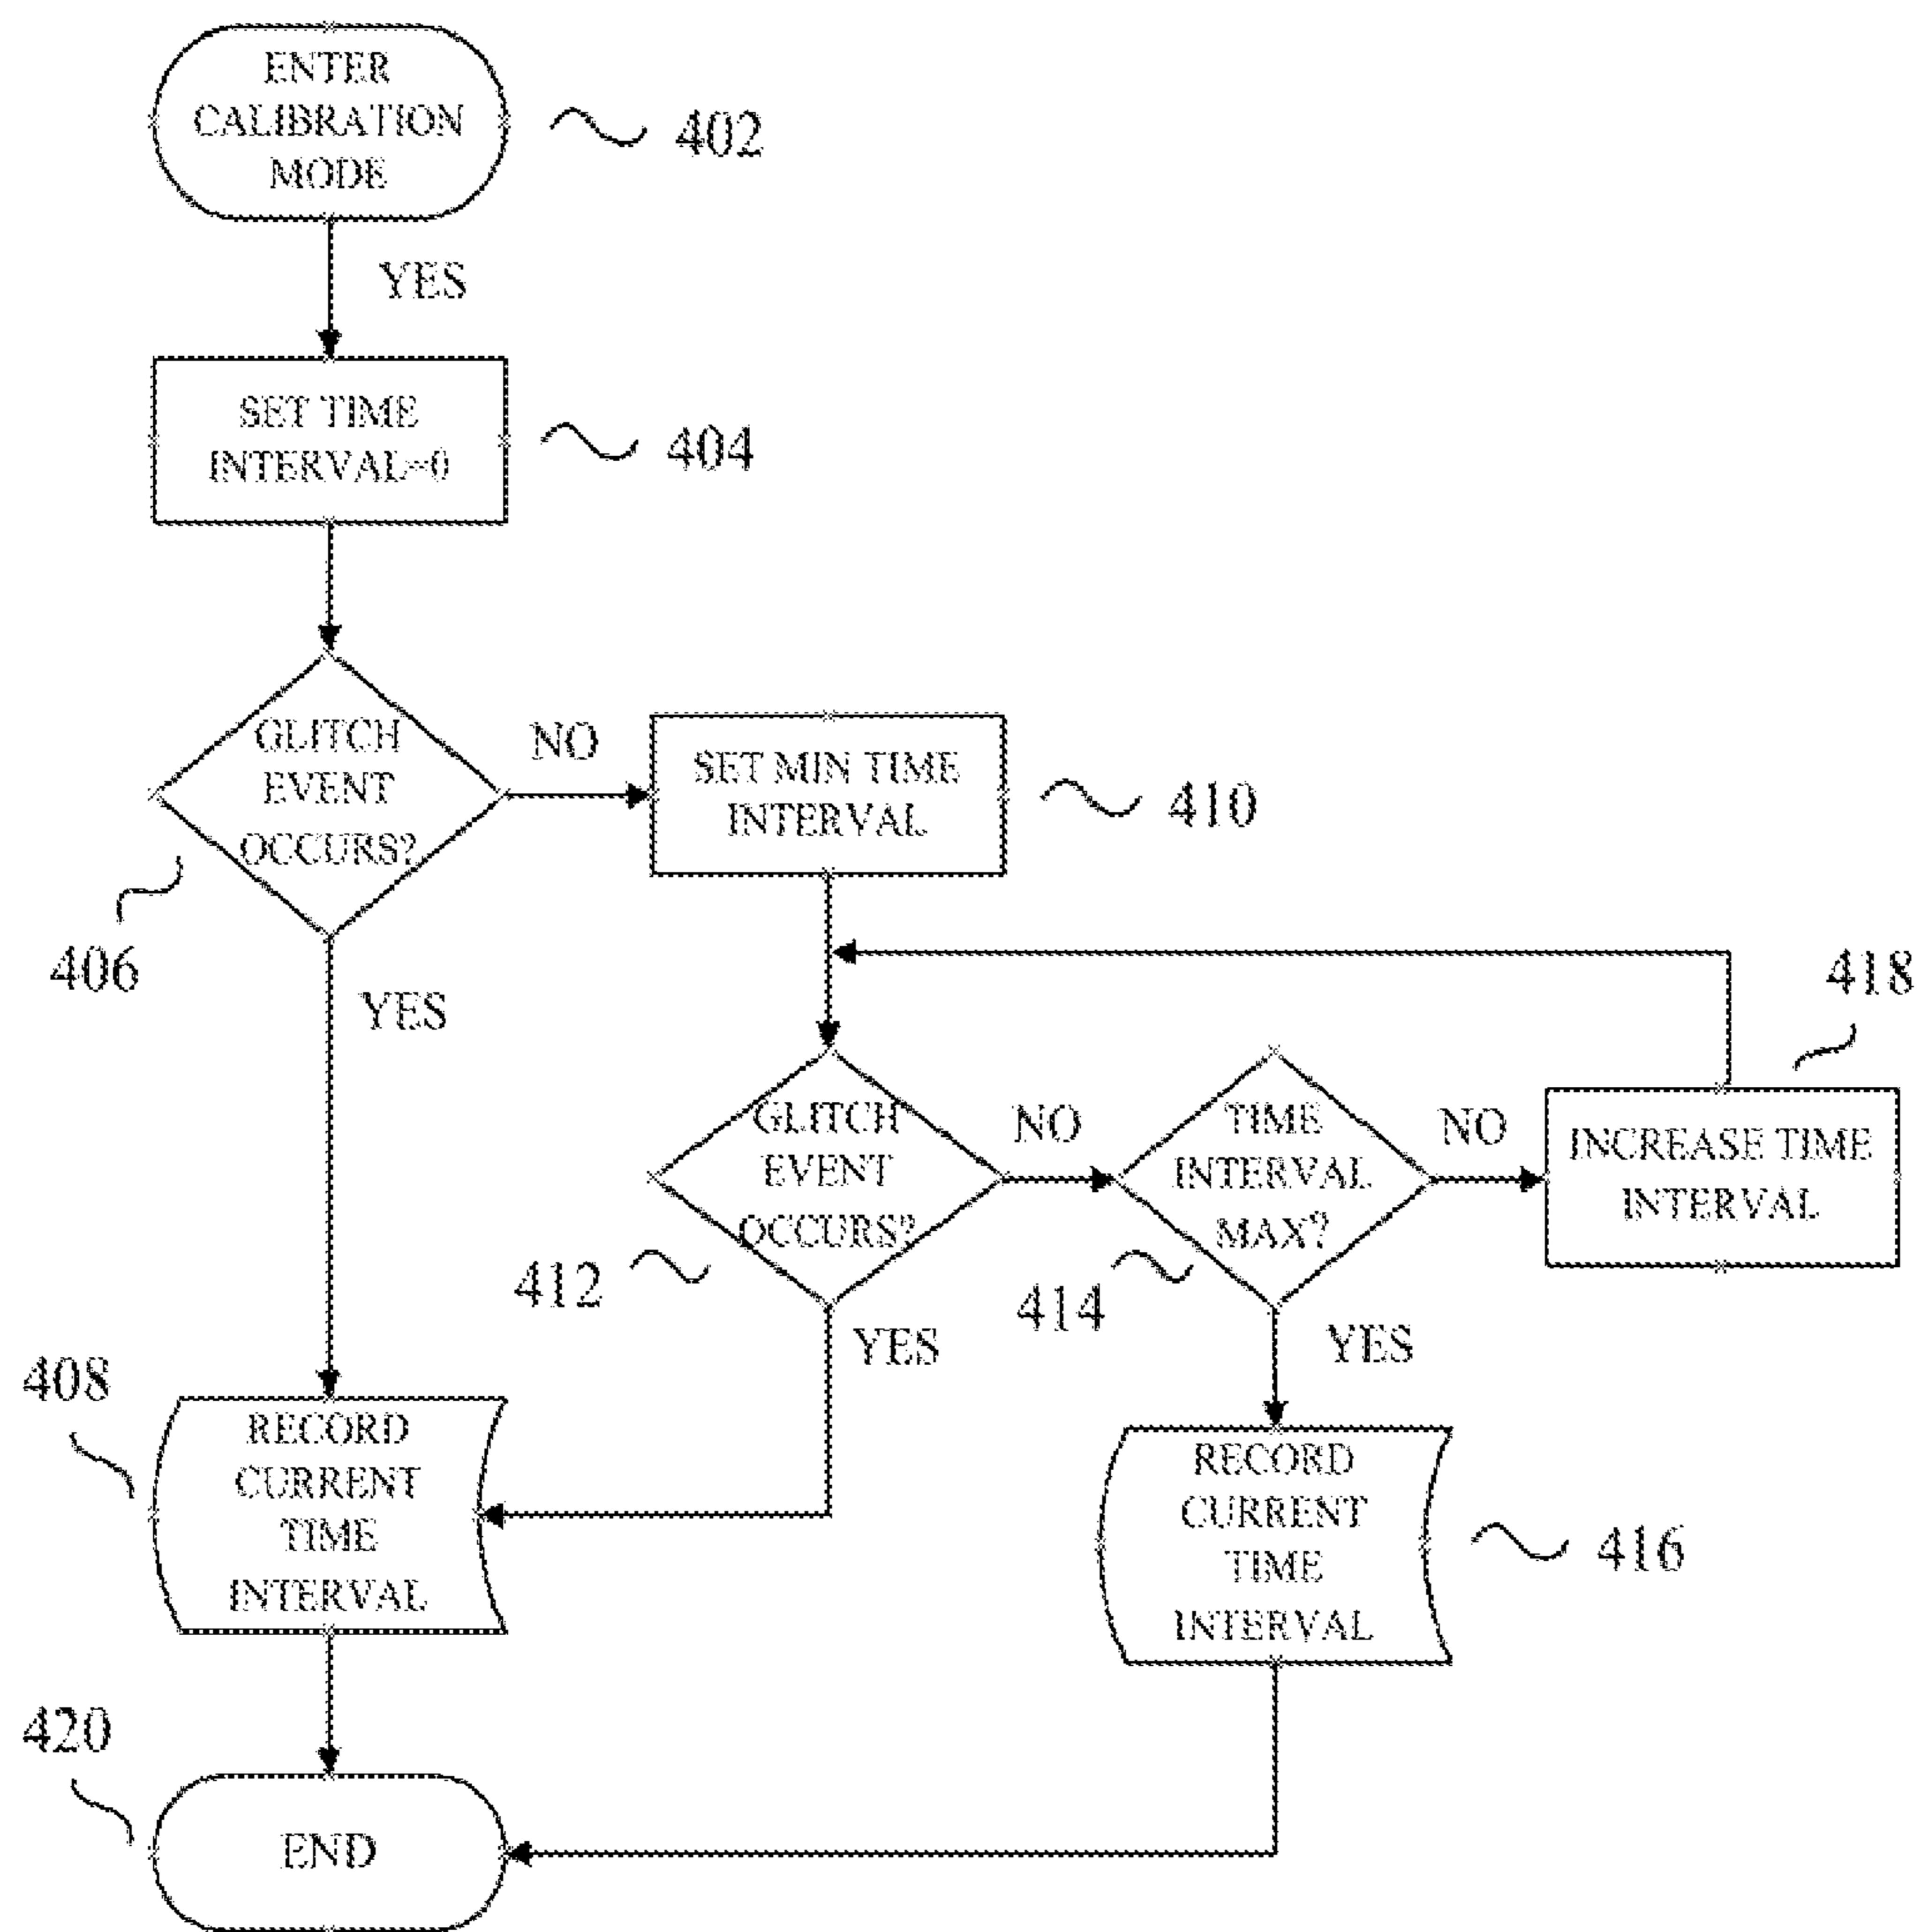 ENTER
CALIBRATION
MODE
402
YES
SET TIME
INTERVAL=0
404
GLITCH
EVENT
OCCURS?
406
NO
SET MIN TIME
INTERVAL
410
YES
GLITCH
EVENT
OCCURS?
412
NO
TIME
INTERVAL
MAX?
414
NO
INCREASE TIME
INTERVAL
418
YES
YES
408
RECORD
CURRENT
TIME
INTERVAL
RECORD
CURRENT
TIME
INTERVAL
416
420
END